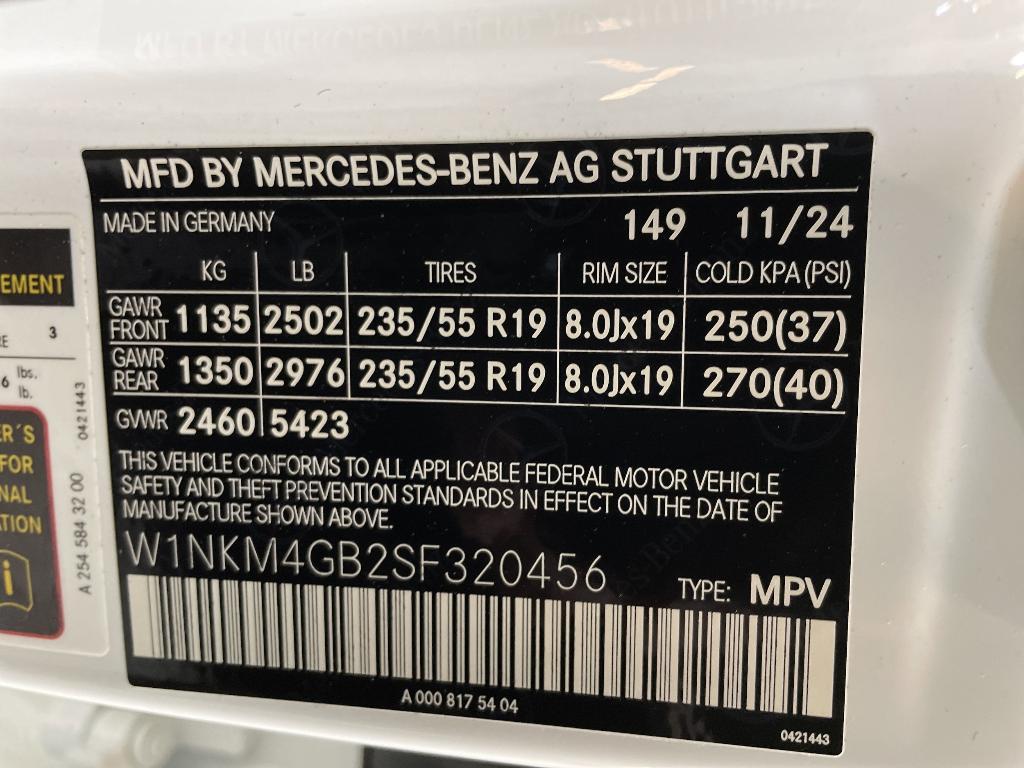 MFD BY MERCEDES-BENZ AG STUTTGART
MADE IN GERMANY 149 11/24
KG LB TIRES RIM SIZE COLD KPA (PSI)
GAWR FRONT 1135 2502 235/55 R19 8.0Jx19 250(37)
GAWR REAR 1350 2976 235/55 R19 8.0Jx19 270(40)
GVWR 2460 5423
THIS VEHICLE CONFORMS TO ALL APPLICABLE FEDERAL MOTOR VEHICLE
SAFETY AND THEFT PREVENTION STANDARDS IN EFFECT ON THE DATE OF
MANUFACTURE SHOWN ABOVE.
W1NKM4GB2SF320456 TYPE: MPV
A 000 817 54 04
0421443
EMENT
3
6 lbs.
lb.
ER´S
FOR
NAL
ATION
i
A 254 584 32 00 0421443